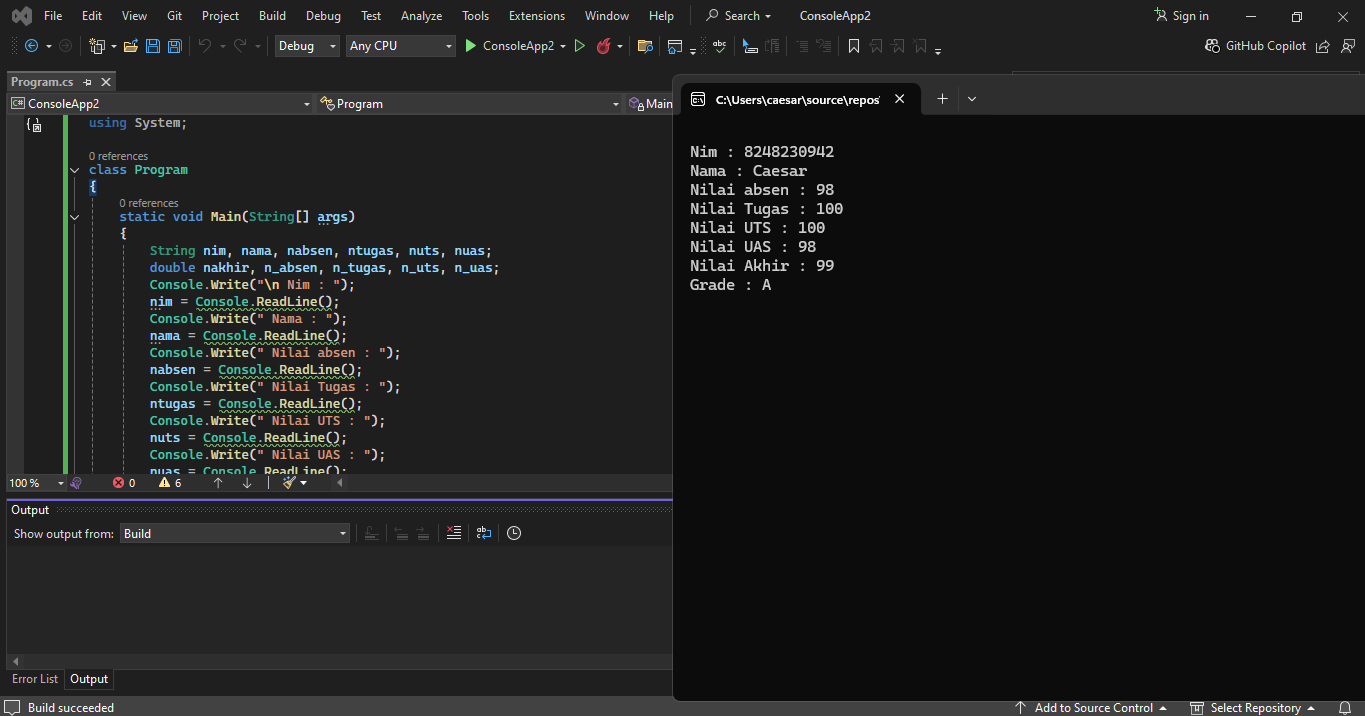 File Edit View Git Project Build Debug Test Analyze Tools Extensions Window Help Search ConsoleApp2 Sign in
Debug Any CPU ConsoleApp2 GitHub Copilot
Program.cs
C# ConsoleApp2 Program Main
using System;
0 references
class Program
{
0 references
static void Main(String[] args)
{
String nim, nama, nabsen, ntugas, nuts, nuas;
double nakhir, n_absen, n_tugas, n_uts, n_uas;
Console.Write("\n Nim : ");
nim = Console.ReadLine();
Console.Write(" Nama : ");
nama = Console.ReadLine();
Console.Write(" Nilai absen : ");
nabsen = Console.ReadLine();
Console.Write(" Nilai Tugas : ");
ntugas = Console.ReadLine();
Console.Write(" Nilai UTS : ");
nuts = Console.ReadLine();
Console.Write(" Nilai UAS : ");
nuas = Console.ReadLine();
100 % 0 6
Output
Show output from: Build
Error List Output
C:\Users\caesar\source\repos'
Nim : 8248230942
Nama : Caesar
Nilai absen : 98
Nilai Tugas : 100
Nilai UTS : 100
Nilai UAS : 98
Nilai Akhir : 99
Grade : A
Build succeeded Add to Source Control Select Repository